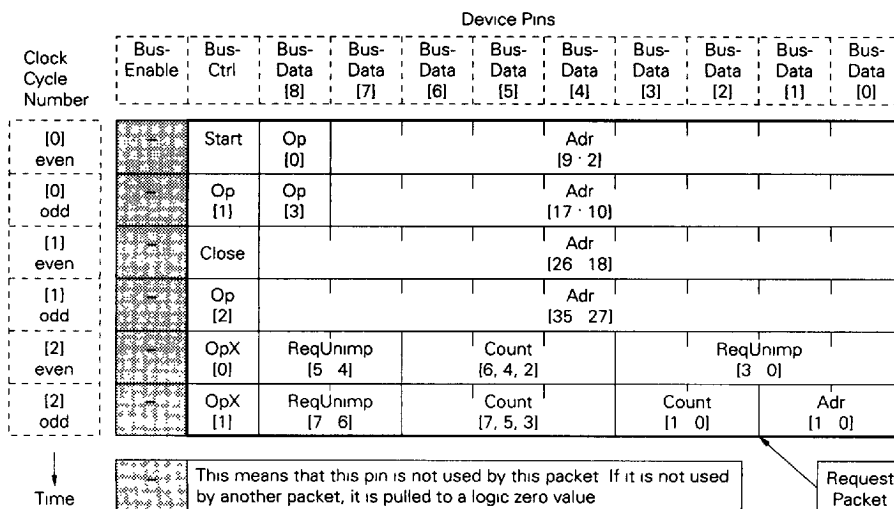 Device Pins
Clock
Cycle
Number
Bus-
Enable
Bus-
Ctrl
Bus-
Data
[8]
Bus-
Data
[7]
Bus-
Data
[6]
Bus-
Data
[5]
Bus-
Data
[4]
Bus-
Data
[3]
Bus-
Data
[2]
Bus-
Data
[1]
Bus-
Data
[0]
[0]
even
-
Start
Op
[0]
Adr
[9 · 2]
[0]
odd
-
Op
[1]
Op
[3]
Adr
[17 · 10]
[1]
even
-
Close
Adr
[26 18]
[1]
odd
-
Op
[2]
Adr
[35 27]
[2]
even
-
OpX
[0]
ReqUnimp
[5 4]
Count
[6, 4, 2]
ReqUnimp
[3 0]
[2]
odd
-
OpX
[1]
ReqUnimp
[7 6]
Count
[7, 5, 3]
Count
[1 0]
Adr
[1 0]
Time
-
This means that this pin is not used by this packet If it is not used
by another packet, it is pulled to a logic zero value
Request
Packet